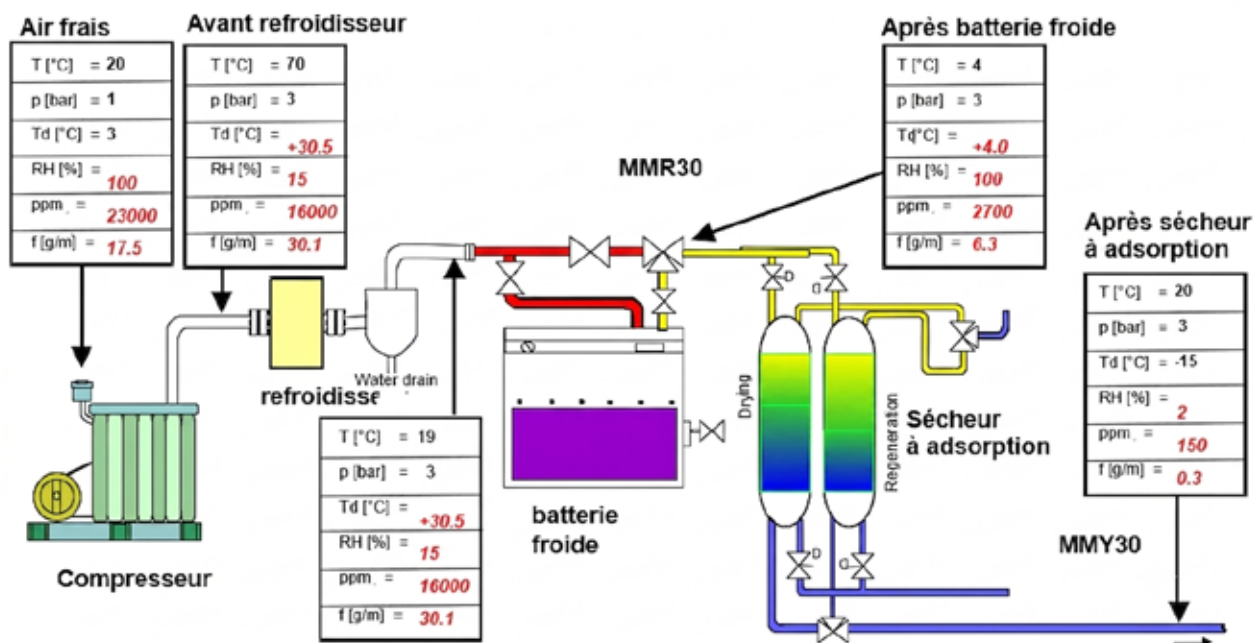 Air frais
T [°C] = 20
p [bar] = 1
Td [°C] = 3
RH [%] = 100
ppm. = 23000
f [g/m] = 17.5
Avant refroidisseur
T [°C] = 70
p [bar] = 3
Td [°C] = +30.5
RH [%] = 15
ppm. = 16000
f [g/m] = 30.1
Après batterie froide
T [°C] = 4
p [bar] = 3
Td[°C] = +4.0
RH [%] = 100
ppm. = 2700
f [g/m] = 6.3
MMR30
Après sécheur
à adsorption
T [°C] = 20
p [bar] = 3
Td [°C] = -15
RH [%] = 2
ppm. = 150
f [g/m] = 0.3
D
G
Water drain
refroidisse
T [°C] = 19
p [bar] = 3
Td [°C] = +30.5
RH [%] = 15
ppm. = 16000
f [g/m] = 30.1
Drying
Regeneration
Sécheur
à adsorption
batterie
froide
D
G
MMY30
Compresseur